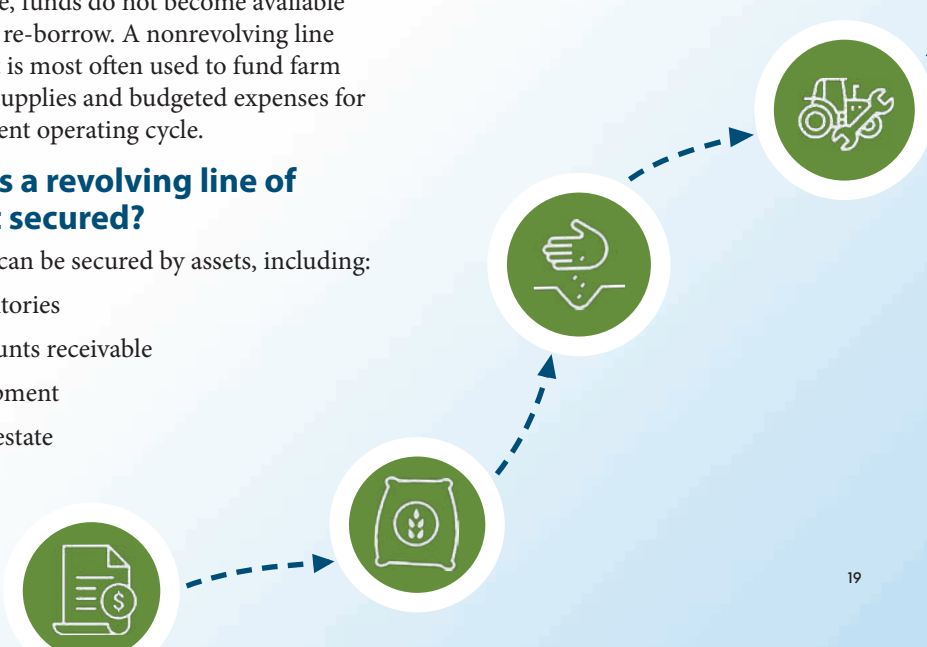 e, funds do not become available
re-borrow. A nonrevolving line
is most often used to fund farm
upplies and budgeted expenses for
ent operating cycle.
s a revolving line of
secured?
can be secured by assets, including:
tories
unts receivable
pment
estate
$
19